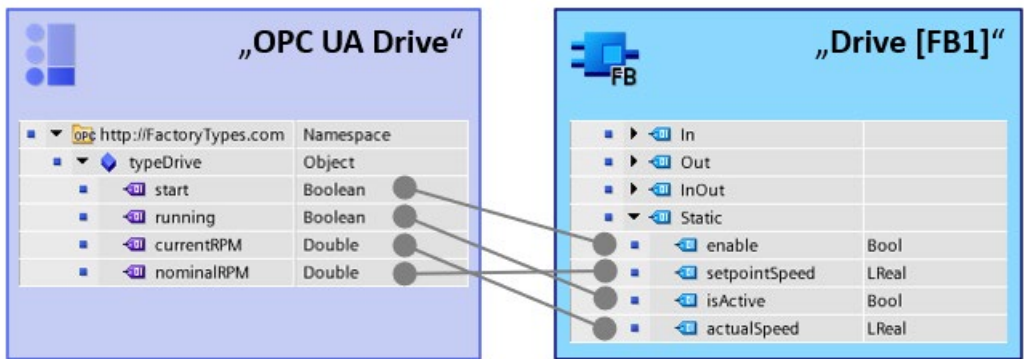 „OPC UA Drive“
OPC http://FactoryTypes.com Namespace
typeDrive Object
start Boolean
running Boolean
currentRPM Double
nominalRPM Double
„Drive [FB1]“
FB
In
Out
InOut
Static
enable Bool
setpointSpeed LReal
isActive Bool
actualSpeed LReal